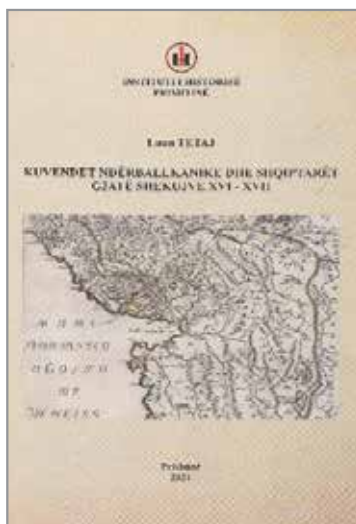 INSTITUTI I HISTORISË
PRISHTINË
Luan TETAJ
KUVENDET NDËRBALLKANIKE DHE SHQIPTARËT
GJATË SHEKUJVE XVI - XVII
Prishtinë
2021